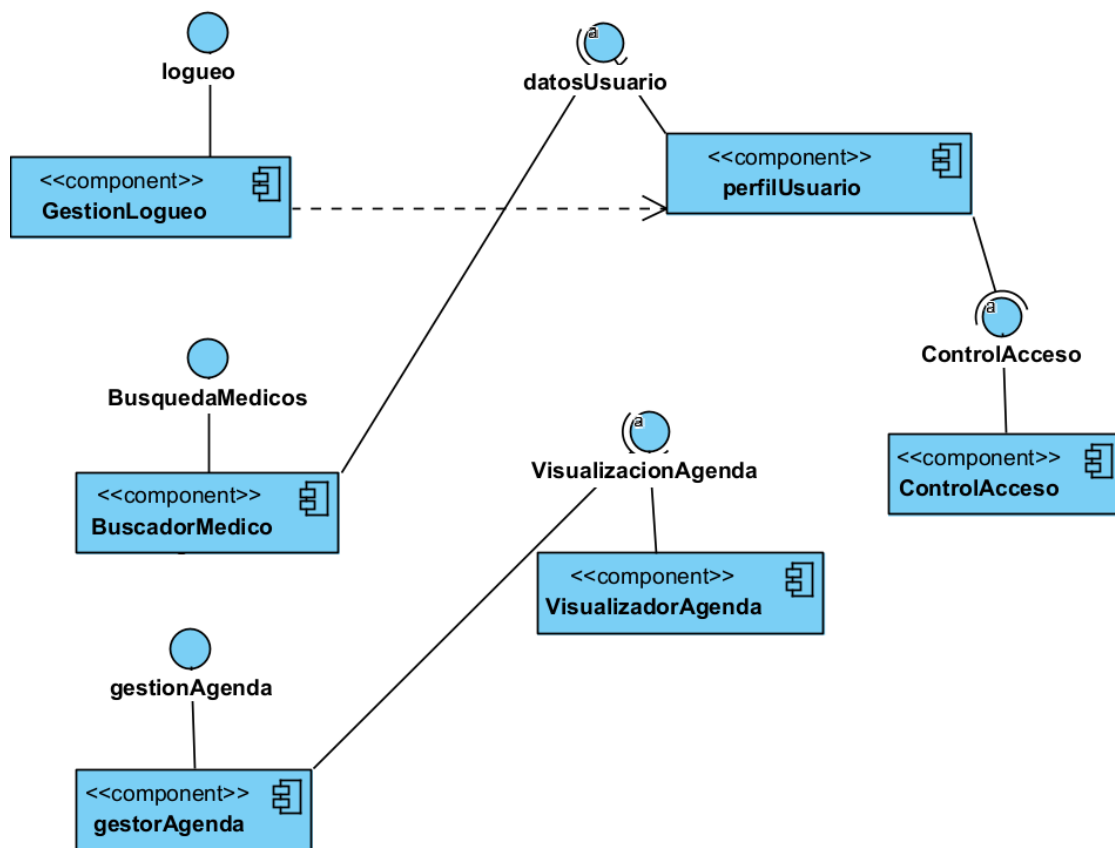 logueo
a
datosUsuario
<<component>>
GestionLogueo
<<component>>
perfilUsuario
a
ControlAcceso
BusquedaMedicos
a
VisualizacionAgenda
<<component>>
ControlAcceso
<<component>>
BuscadorMedico
<<component>>
VisualizadorAgenda
gestionAgenda
<<component>>
gestorAgenda